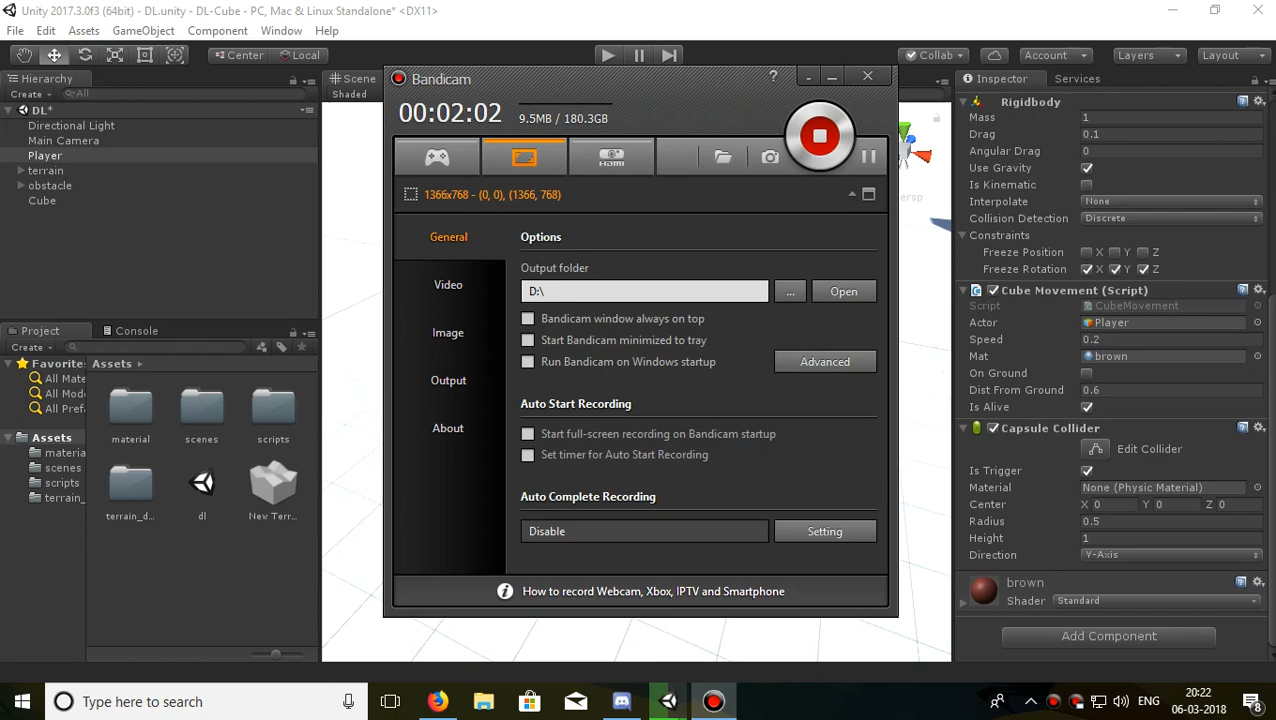 Unity 2017.3.0f3 (64bit) - DL.unity - DL-Cube - PC, Mac & Linux Standalone* <DX11>
File Edit Assets GameObject Component Window Help
Center Local Collab Account Layers Layout
Hierarchy
Create All
DL*
Directional Light
Main Camera
Player
terrain
obstacle
Cube
Scene
Shaded
Bandicam
00:02:02
9.5MB / 180.3GB
HDMI
1366x768 - (0, 0), (1366, 768)
General
Video
Image
Output
About
Options
Output folder
D:\
... Open
Bandicam window always on top
Start Bandicam minimized to tray
Run Bandicam on Windows startup
Advanced
Auto Start Recording
Start full-screen recording on Bandicam startup
Set timer for Auto Start Recording
Auto Complete Recording
Disable Setting
How to record Webcam, Xbox, IPTV and Smartphone
ersp
Inspector Services
Rigidbody
Mass 1
Drag 0.1
Angular Drag 0
Use Gravity
Is Kinematic
Interpolate None
Collision Detection Discrete
Constraints
Freeze Position X Y Z
Freeze Rotation X Y Z
Cube Movement (Script)
Script CubeMovement
Actor Player
Speed 0.2
Mat brown
On Ground
Dist From Ground 0.6
Is Alive
Capsule Collider
Edit Collider
Is Trigger
Material None (Physic Material)
Center X 0 Y 0 Z 0
Radius 0.5
Height 1
Direction Y-Axis
brown
Shader Standard
Add Component
Project Console
Create
Favorite
All Mate
All Mode
All Pref
Assets
materia
scenes
scripts
terrain_
Assets
material scenes scripts
terrain_d... dl New Terr...
Type here to search
ENG
20:22
06-03-2018
8